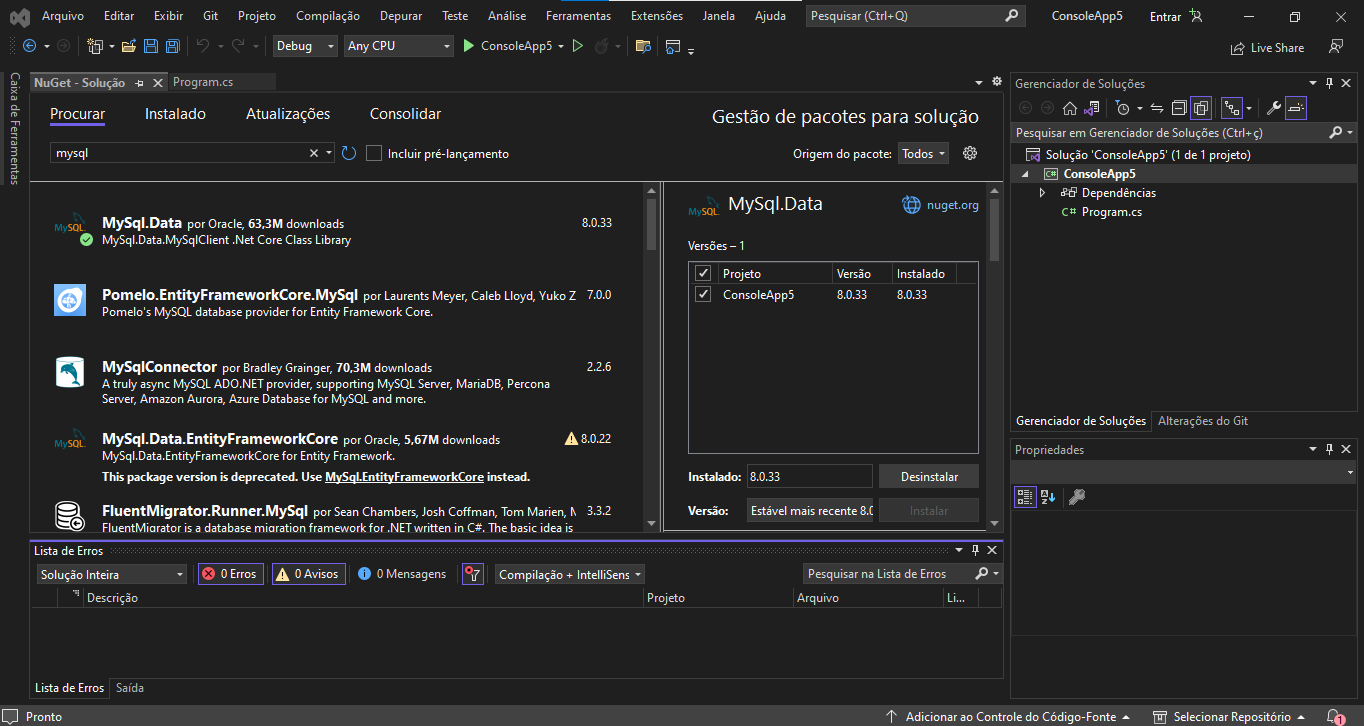 Arquivo Editar Exibir Git Projeto Compilação Depurar Teste Análise Ferramentas Extensões Janela Ajuda Pesquisar (Ctrl+Q) ConsoleApp5 Entrar
Debug Any CPU ConsoleApp5 Live Share
Caixa de Ferramentas
NuGet - Solução Program.cs
Procurar Instalado Atualizações Consolidar
Gestão de pacotes para solução
mysql Incluir pré-lançamento Origem do pacote: Todos
MySQL
MySql.Data por Oracle, 63,3M downloads 8.0.33
MySql.Data.MySqlClient .Net Core Class Library
Pomelo.EntityFrameworkCore.MySql por Laurents Meyer, Caleb Lloyd, Yuko Z 7.0.0
Pomelo's MySQL database provider for Entity Framework Core.
MySqlConnector por Bradley Grainger, 70,3M downloads 2.2.6
A truly async MySQL ADO.NET provider, supporting MySQL Server, MariaDB, Percona
Server, Amazon Aurora, Azure Database for MySQL and more.
MySQL
MySql.Data.EntityFrameworkCore por Oracle, 5,67M downloads 8.0.22
MySql.Data.EntityFrameworkCore for Entity Framework.
This package version is deprecated. Use MySql.EntityFrameworkCore instead.
FluentMigrator.Runner.MySql por Sean Chambers, Josh Coffman, Tom Marien, M 3.3.2
FluentMigrator is a database migration framework for .NET written in C#. The basic idea is
MySQL
MySql.Data nuget.org
Versões – 1
Projeto Versão Instalado
ConsoleApp5 8.0.33 8.0.33
Instalado: 8.0.33 Desinstalar
Versão: Estável mais recente 8.0 Instalar
Lista de Erros
Solução Inteira 0 Erros 0 Avisos 0 Mensagens Compilação + IntelliSens Pesquisar na Lista de Erros
Descrição Projeto Arquivo Li...
Lista de Erros Saída
Gerenciador de Soluções
Pesquisar em Gerenciador de Soluções (Ctrl+ç)
Solução 'ConsoleApp5' (1 de 1 projeto)
C# ConsoleApp5
Dependências
C# Program.cs
Gerenciador de Soluções Alterações do Git
Propriedades
Pronto Adicionar ao Controle do Código-Fonte Selecionar Repositório 1